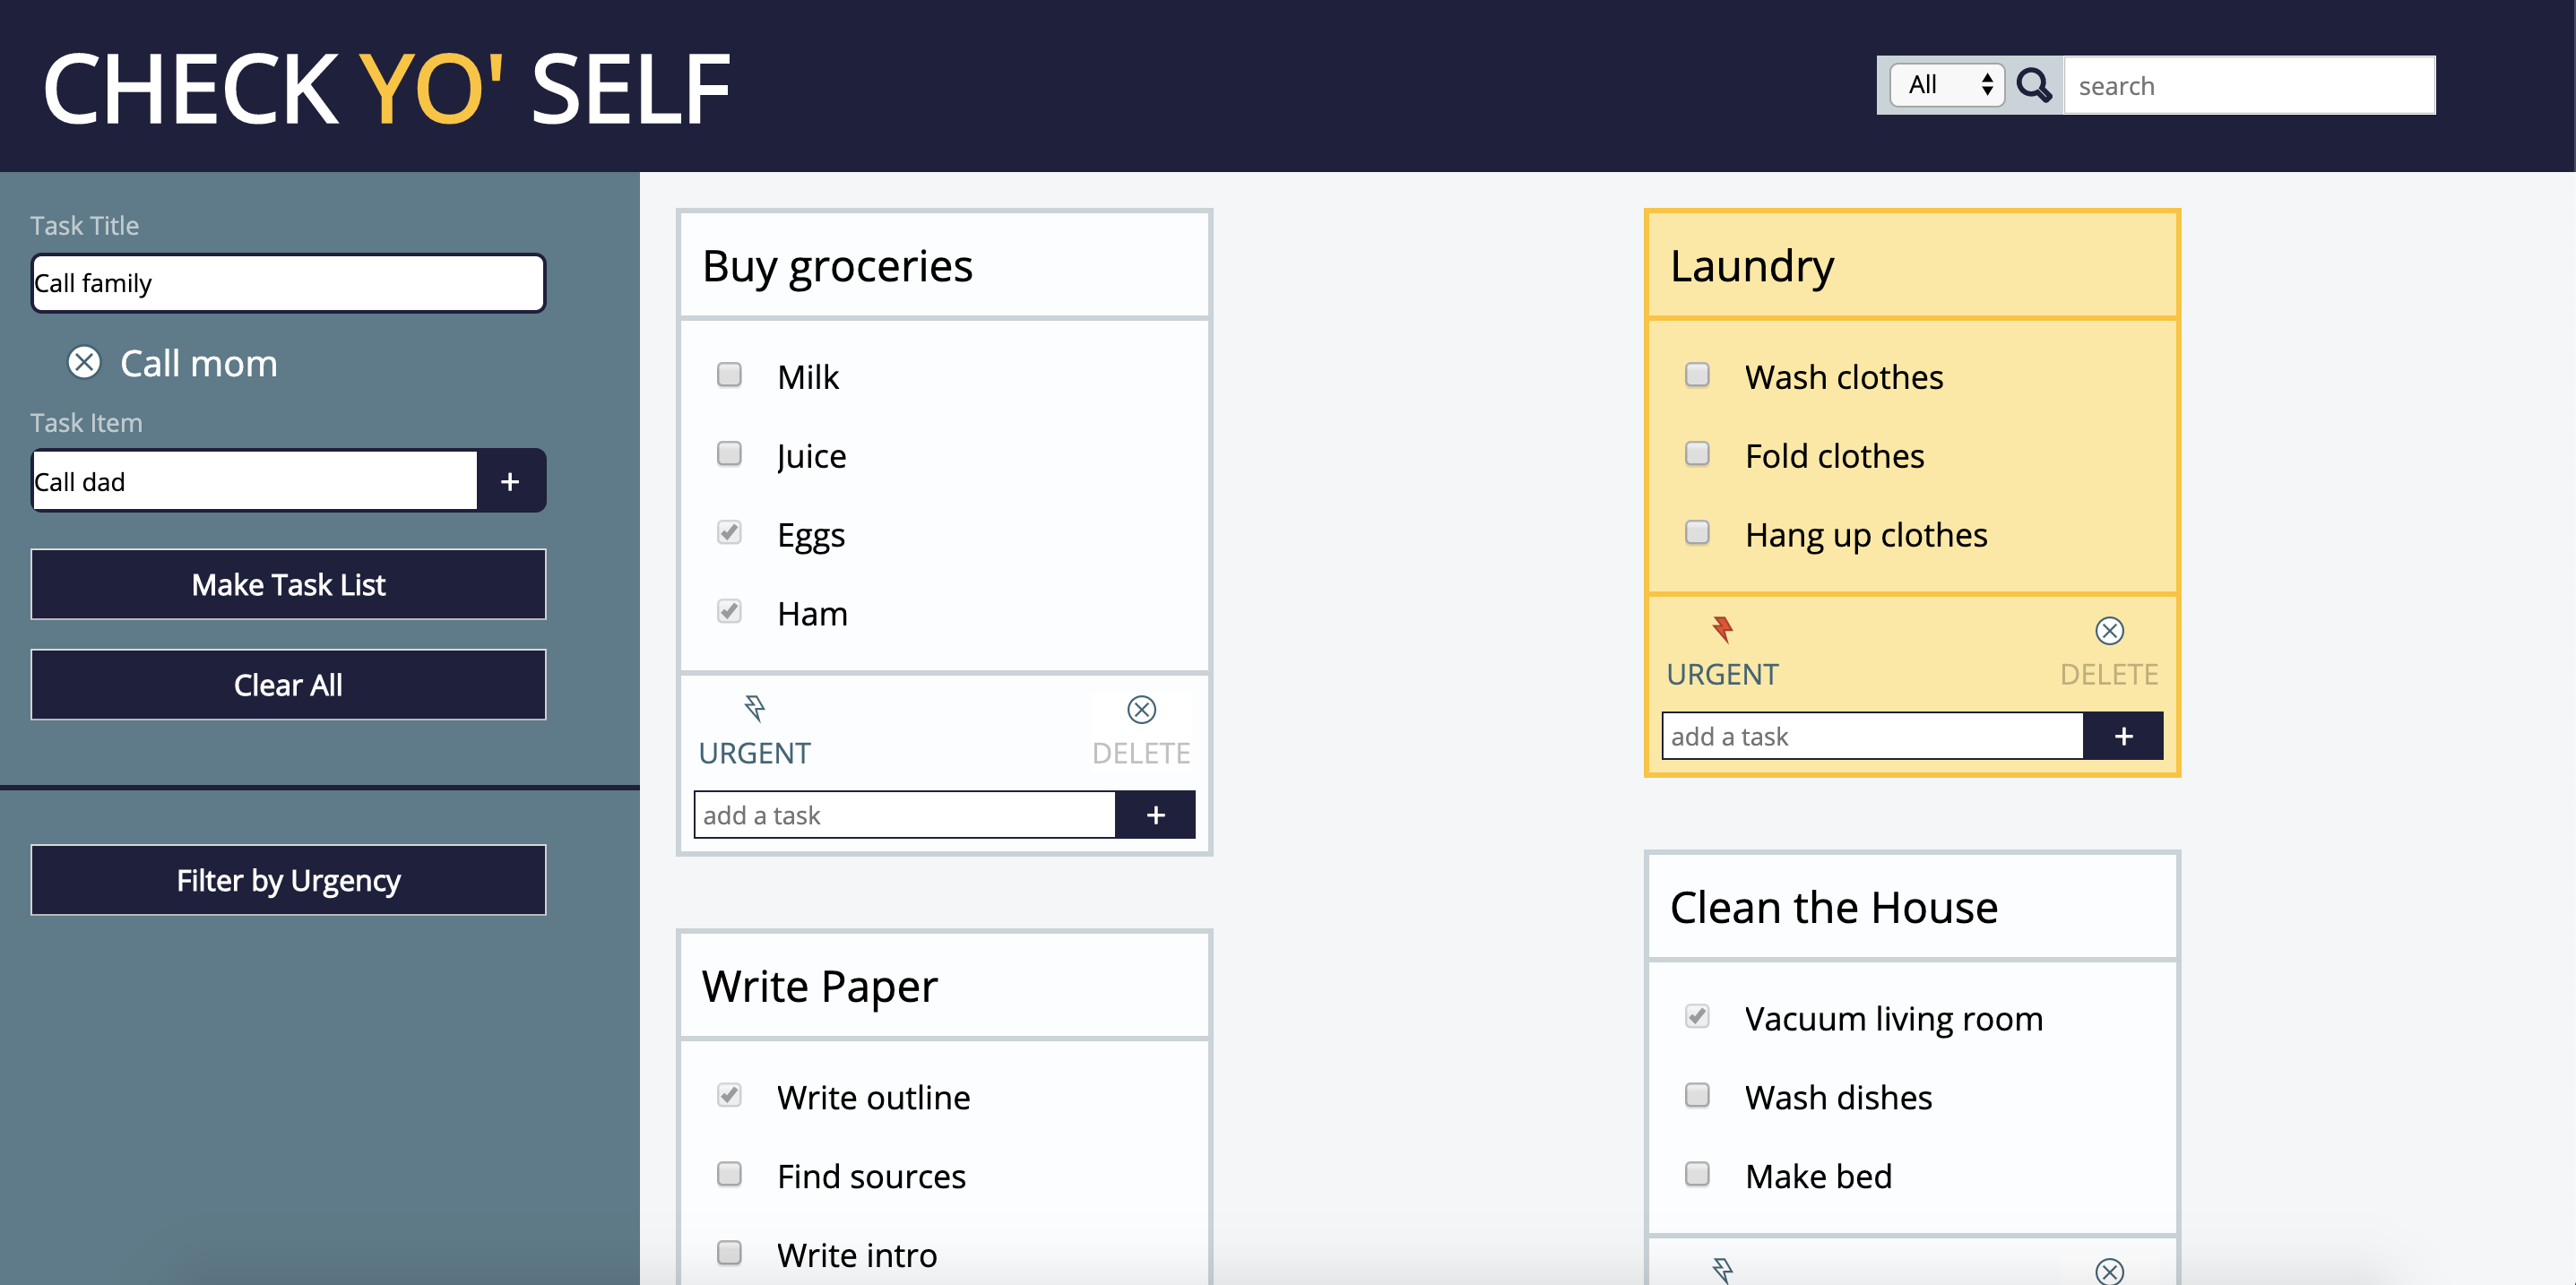 CHECK YO' SELF
All
search
Task Title
Call family
Call mom
Task Item
Call dad
+
Make Task List
Clear All
Filter by Urgency
Buy groceries
Milk
Juice
Eggs
Ham
URGENT
DELETE
add a task
+
Write Paper
Write outline
Find sources
Write intro
Laundry
Wash clothes
Fold clothes
Hang up clothes
URGENT
DELETE
add a task
+
Clean the House
Vacuum living room
Wash dishes
Make bed